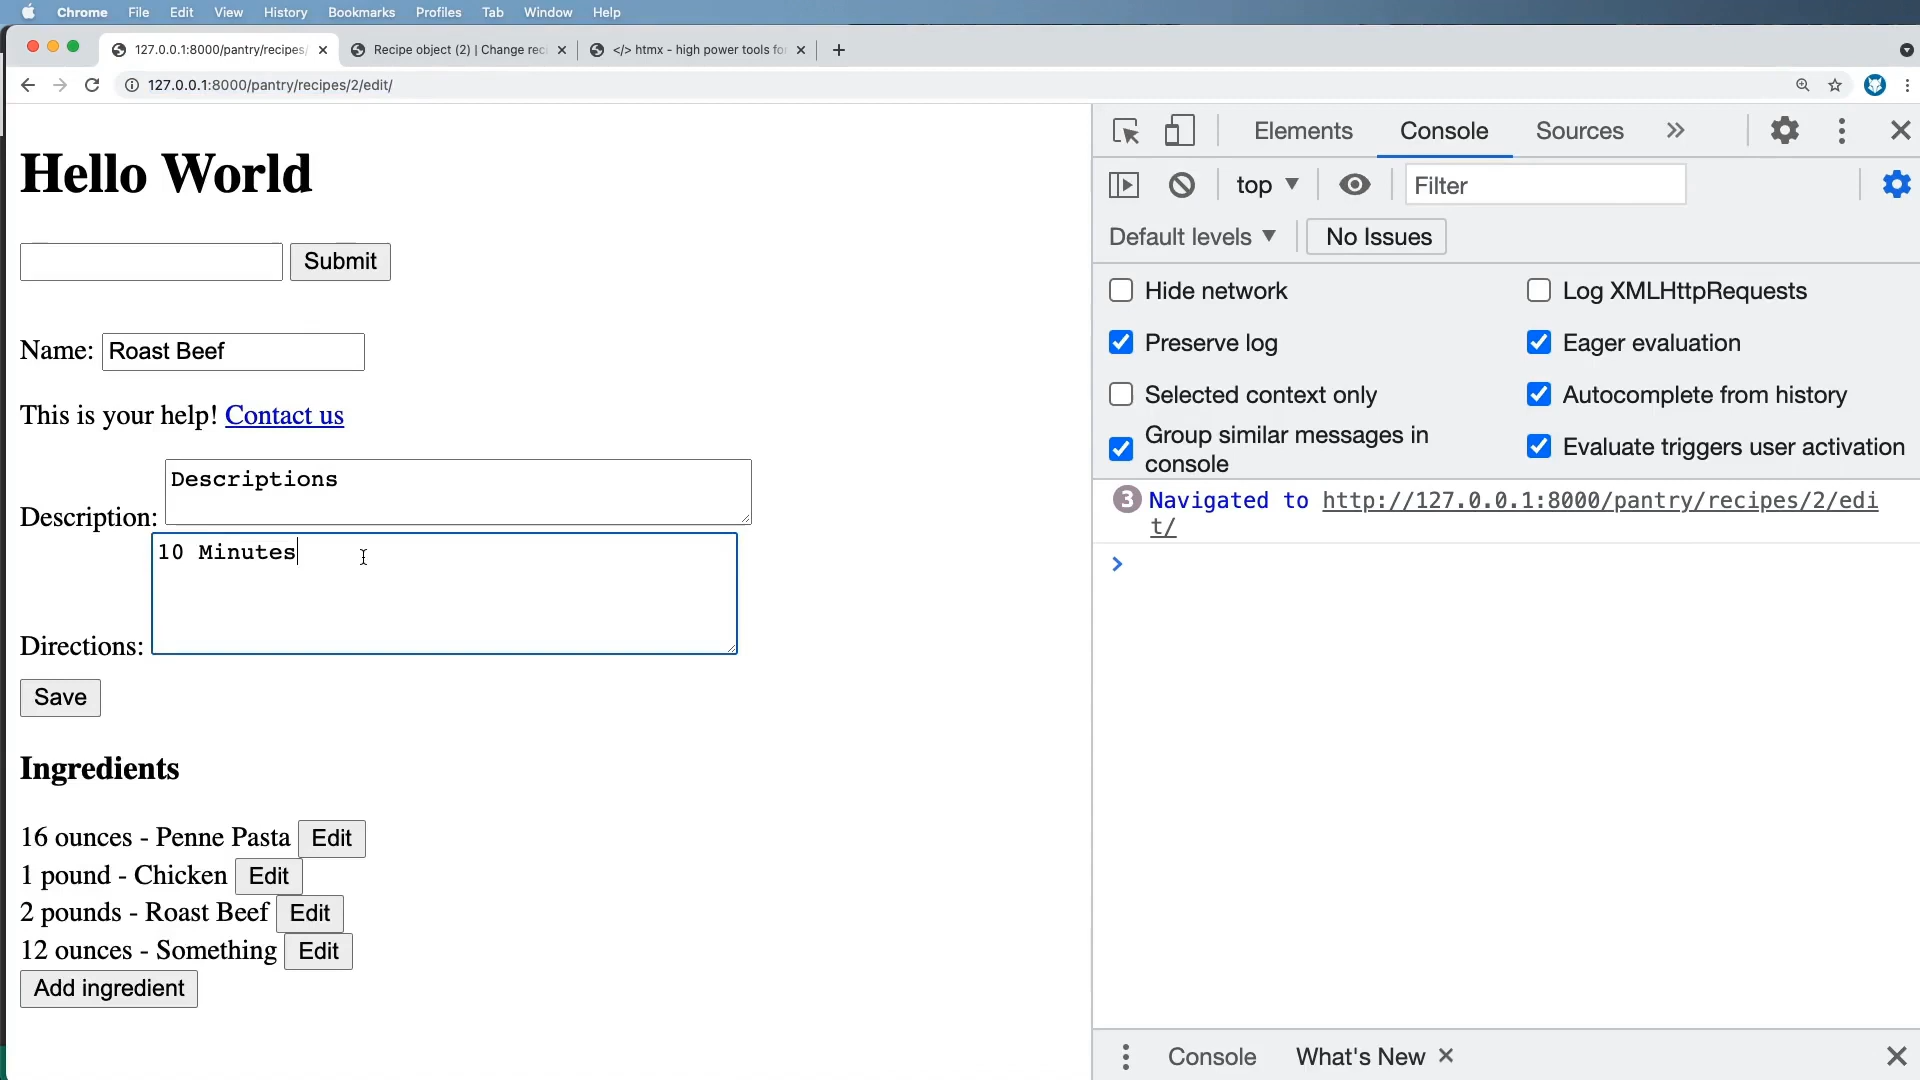 Chrome File Edit View History Bookmarks Profiles Tab Window Help
127.0.0.1:8000/pantry/recipes/ Recipe object (2) | Change reci </> htmx - high power tools for
127.0.0.1:8000/pantry/recipes/2/edit/
Elements Console Sources
top Filter
Default levels No Issues
Hide network Log XMLHttpRequests
Preserve log Eager evaluation
Selected context only Autocomplete from history
Group similar messages in
console
Evaluate triggers user activation
3 Navigated to http://127.0.0.1:8000/pantry/recipes/2/edi
t/
Hello World
Submit
Name: Roast Beef
This is your help! Contact us
Descriptions
Description:
10 Minutes
Directions:
Save
Ingredients
16 ounces - Penne Pasta Edit
1 pound - Chicken Edit
2 pounds - Roast Beef Edit
12 ounces - Something Edit
Add ingredient
Console What's New